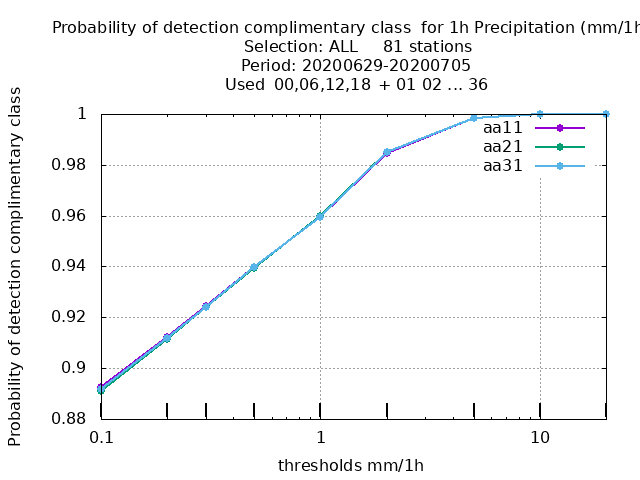 Probability of detection complimentary class  for 1h Precipitation (mm/1h
Selection: ALL     81 stations
Period: 20200629-20200705
Used  00,06,12,18 + 01 02 ... 36
Probability of detection complimentary class
1
0.98
0.96
0.94
0.92
0.9
0.88
aa11
aa21
aa31
0.1
1
10
thresholds mm/1h